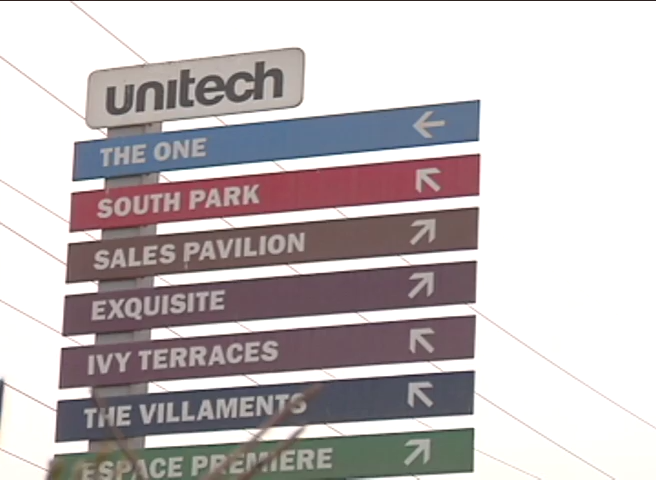 unitech
THE ONE
SOUTH PARK
SALES PAVILION
EXQUISITE
IVY TERRACES
THE VILLAMENTS
ESPACE PREMIERE